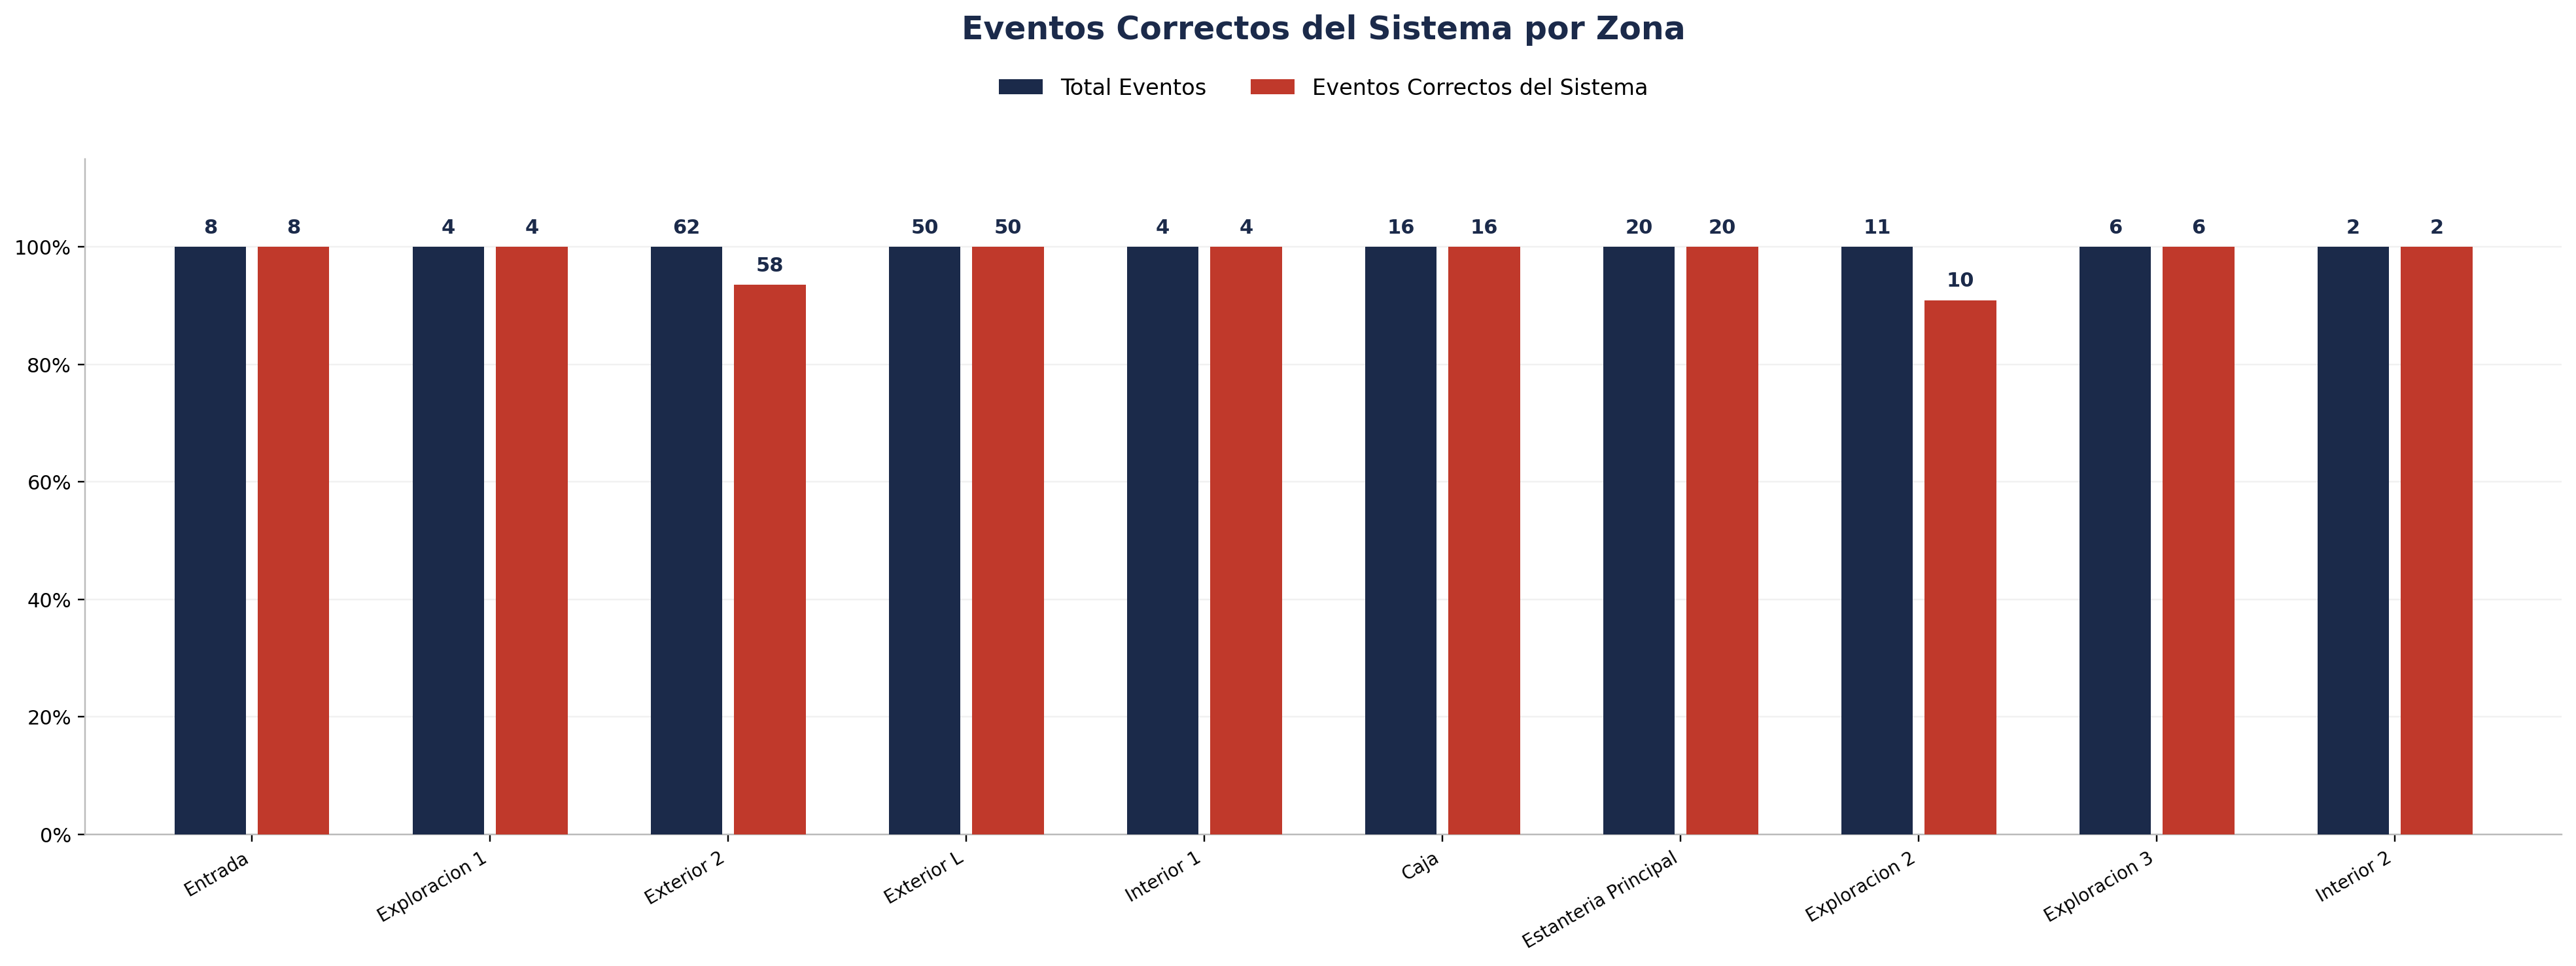 Eventos Correctos del Sistema por Zona
Total Eventos Eventos Correctos del Sistema
8 8 4 4 62 58 50 50 4 4 16 16 20 20 11 10 6 6 2 2
100%
80%
60%
40%
20%
0%
Entrada
Exploracion 1
Exterior 2
Exterior L
Interior 1
Caja
Estanteria Principal
Exploracion 2
Exploracion 3
Interior 2